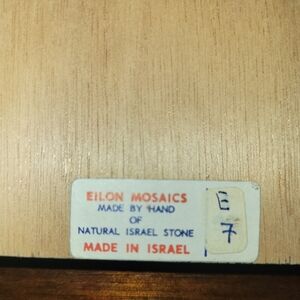 EILON MOSAICS
MADE BY HAND
OF
NATURAL ISRAEL STONE
MADE IN ISRAEL
E
7